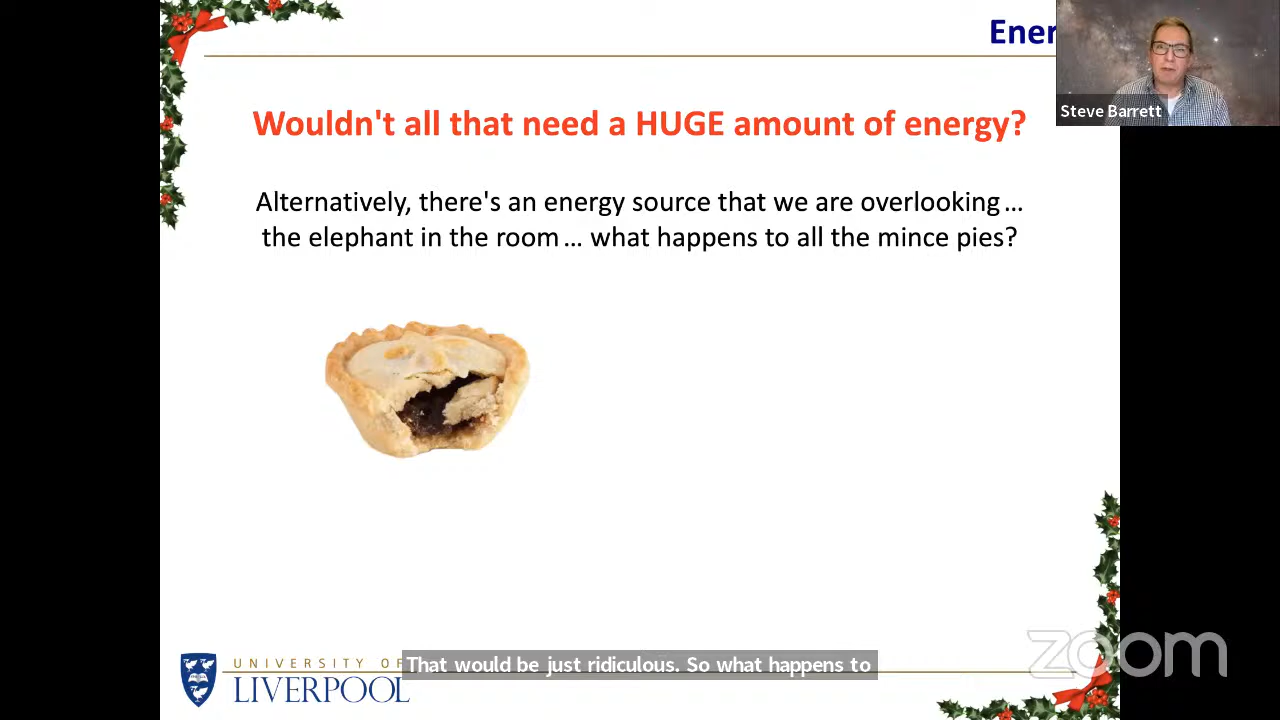 Ener
Steve Barrett
Wouldn't all that need a HUGE amount of energy?
Alternatively, there's an energy source that we are overlooking...
the elephant in the room... what happens to all the mince pies?
zoom
UNIVERSITY OF
LIVERPOOL
That would be just ridiculous. So what happens to